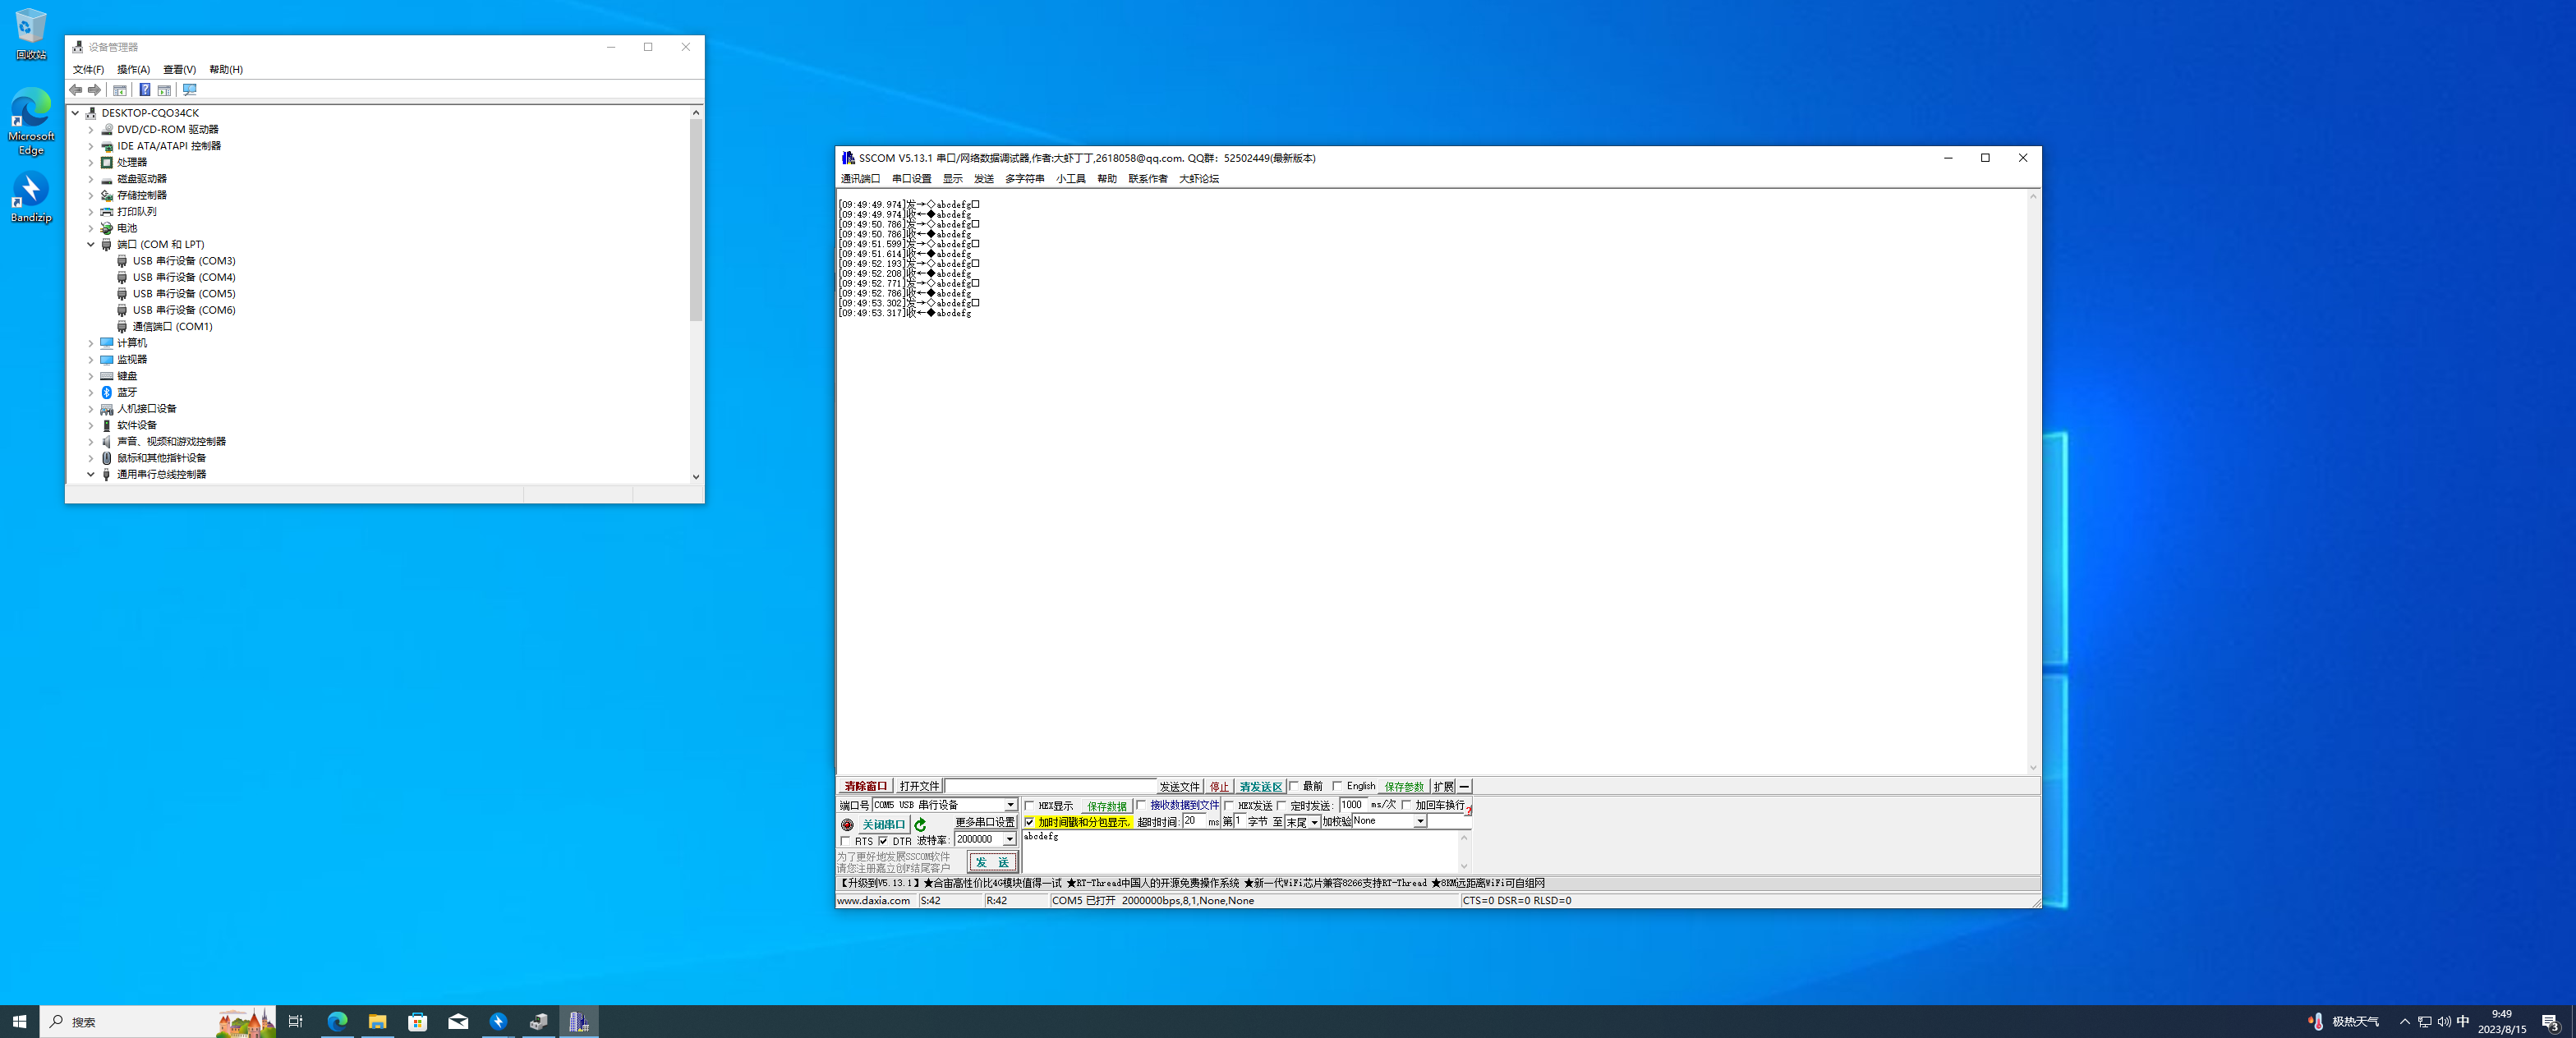 回收站
Microsoft
Edge
Bandizip
设备管理器
文件(F) 操作(A) 查看(V) 帮助(H)
DESKTOP-CQO34CK
DVD/CD-ROM 驱动器
IDE ATA/ATAPI 控制器
处理器
磁盘驱动器
存储控制器
打印队列
电池
端口 (COM 和 LPT)
USB 串行设备 (COM3)
USB 串行设备 (COM4)
USB 串行设备 (COM5)
USB 串行设备 (COM6)
通信端口 (COM1)
计算机
监视器
键盘
蓝牙
人机接口设备
软件设备
声音、视频和游戏控制器
鼠标和其他指针设备
通用串行总线控制器
SSCOM V5.13.1 串口/网络数据调试器,作者:大虾丁丁,2618058@qq.com. QQ群：52502449(最新版本)
通讯端口 串口设置 显示 发送 多字符串 小工具 帮助 联系作者 大虾论坛
[09:49:49.974]发→◇abcdefg□
[09:49:49.974]收←◆abcdefg
[09:49:50.786]发→◇abcdefg□
[09:49:50.786]收←◆abcdefg
[09:49:51.599]发→◇abcdefg□
[09:49:51.614]收←◆abcdefg
[09:49:52.193]发→◇abcdefg□
[09:49:52.208]收←◆abcdefg
[09:49:52.771]发→◇abcdefg□
[09:49:52.786]收←◆abcdefg
[09:49:53.302]发→◇abcdefg□
[09:49:53.317]收←◆abcdefg
清除窗口 打开文件 发送文件 停止 清发送区 最前 English 保存参数 扩展 —
端口号 COM5 USB 串行设备 HEX显示 保存数据 接收数据到文件 HEX发送 定时发送: 1000 ms/次 加回车换行
关闭串口 更多串口设置 加时间戳和分包显示, 超时时间: 20 ms 第1 字节 至 末尾 加校验 None
RTS DTR 波特率: 2000000
abcdefg
为了更好地发展SSCOM软件
请您注册嘉立创F结尾客户
发 送
【升级到V5.13.1】★合宙高性价比4G模块值得一试 ★RT-Thread中国人的开源免费操作系统 ★新一代WiFi芯片兼容8266支持RT-Thread ★8KM远距离WiFi可自组网
www.daxia.com S:42 R:42 COM5 已打开 2000000bps,8,1,None,None CTS=0 DSR=0 RLSD=0
搜索
极热天气
中
9:49
2023/8/15
3